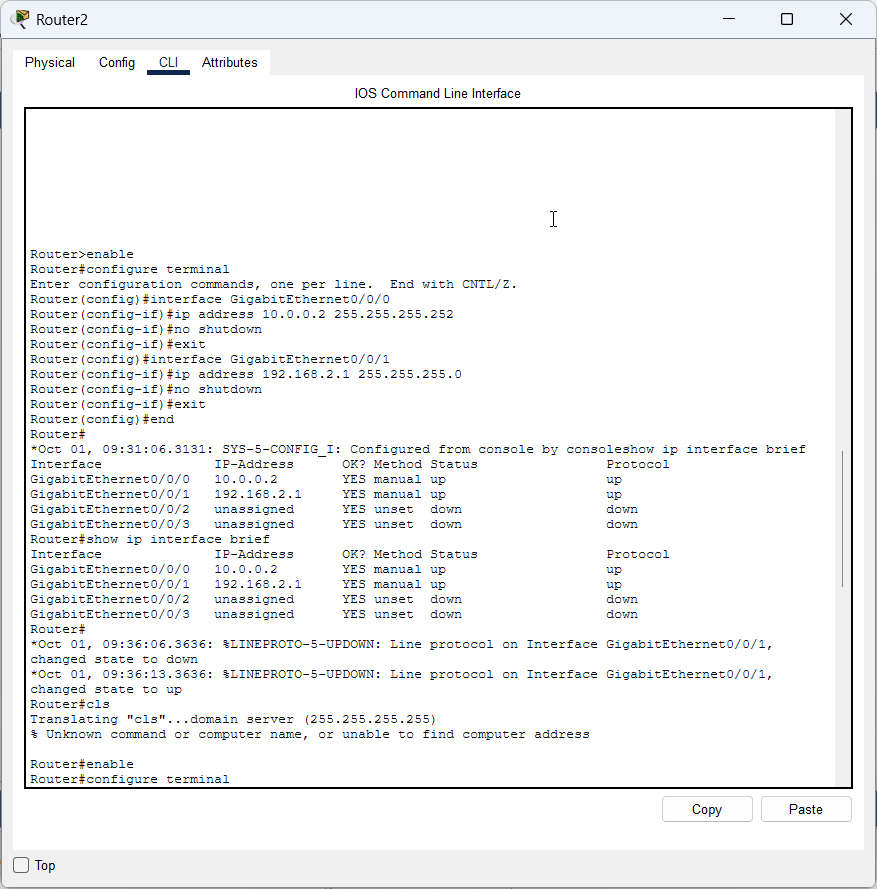 Router2
Physical Config CLI Attributes
IOS Command Line Interface
Router>enable
Router#configure terminal
Enter configuration commands, one per line.  End with CNTL/Z.
Router(config)#interface GigabitEthernet0/0/0
Router(config-if)#ip address 10.0.0.2 255.255.255.252
Router(config-if)#no shutdown
Router(config-if)#exit
Router(config)#interface GigabitEthernet0/0/1
Router(config-if)#ip address 192.168.2.1 255.255.255.0
Router(config-if)#no shutdown
Router(config-if)#exit
Router(config)#end
Router#
*Oct 01, 09:31:06.3131: SYS-5-CONFIG_I: Configured from console by consoleshow ip interface brief
Interface              IP-Address      OK? Method Status                Protocol
GigabitEthernet0/0/0   10.0.0.2        YES manual up                    up
GigabitEthernet0/0/1   192.168.2.1     YES manual up                    up
GigabitEthernet0/0/2   unassigned      YES unset  down                  down
GigabitEthernet0/0/3   unassigned      YES unset  down                  down
Router#show ip interface brief
Interface              IP-Address      OK? Method Status                Protocol
GigabitEthernet0/0/0   10.0.0.2        YES manual up                    up
GigabitEthernet0/0/1   192.168.2.1     YES manual up                    up
GigabitEthernet0/0/2   unassigned      YES unset  down                  down
GigabitEthernet0/0/3   unassigned      YES unset  down                  down
Router#
*Oct 01, 09:36:06.3636: %LINEPROTO-5-UPDOWN: Line protocol on Interface GigabitEthernet0/0/1,
changed state to down
*Oct 01, 09:36:13.3636: %LINEPROTO-5-UPDOWN: Line protocol on Interface GigabitEthernet0/0/1,
changed state to up
Router#cls
Translating "cls"...domain server (255.255.255.255)
% Unknown command or computer name, or unable to find computer address
Router#enable
Router#configure terminal
Copy Paste
Top